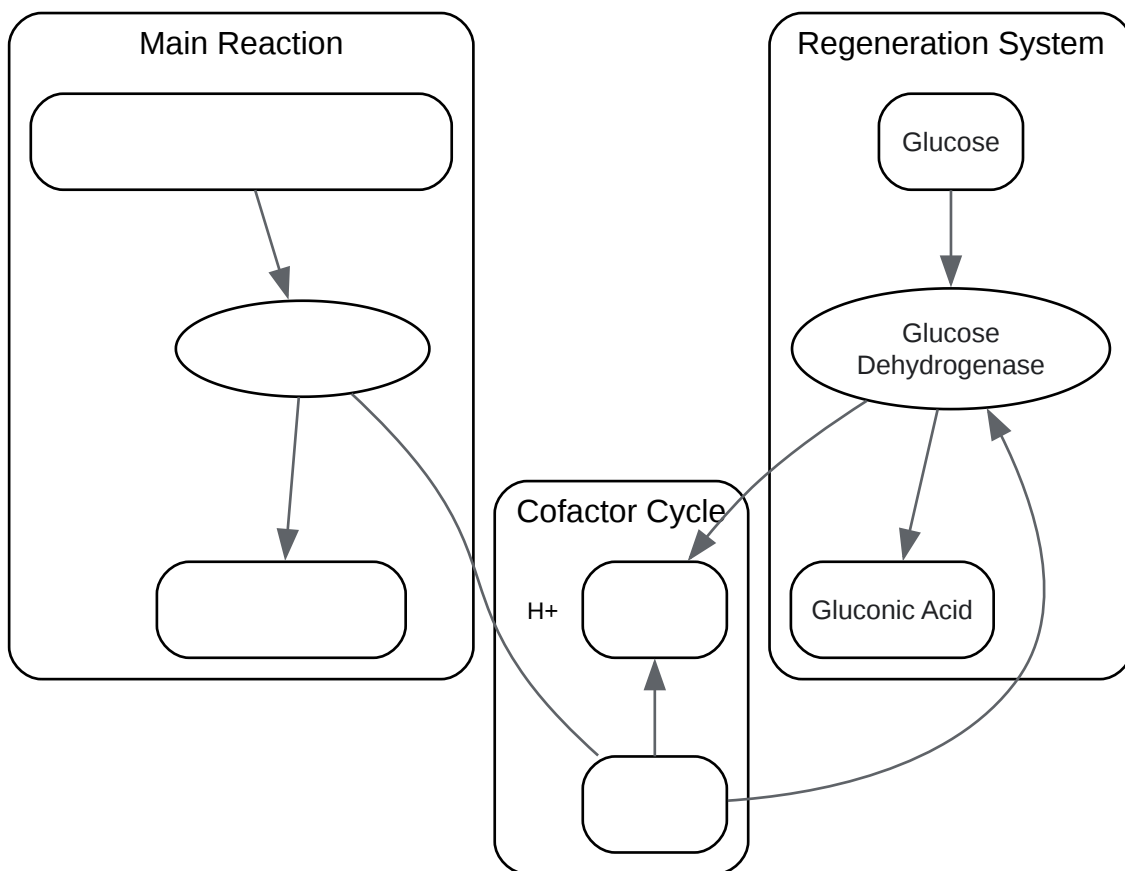 Main Reaction
Regeneration System
Glucose
Glucose
Dehydrogenase
Cofactor Cycle
H+
Gluconic Acid